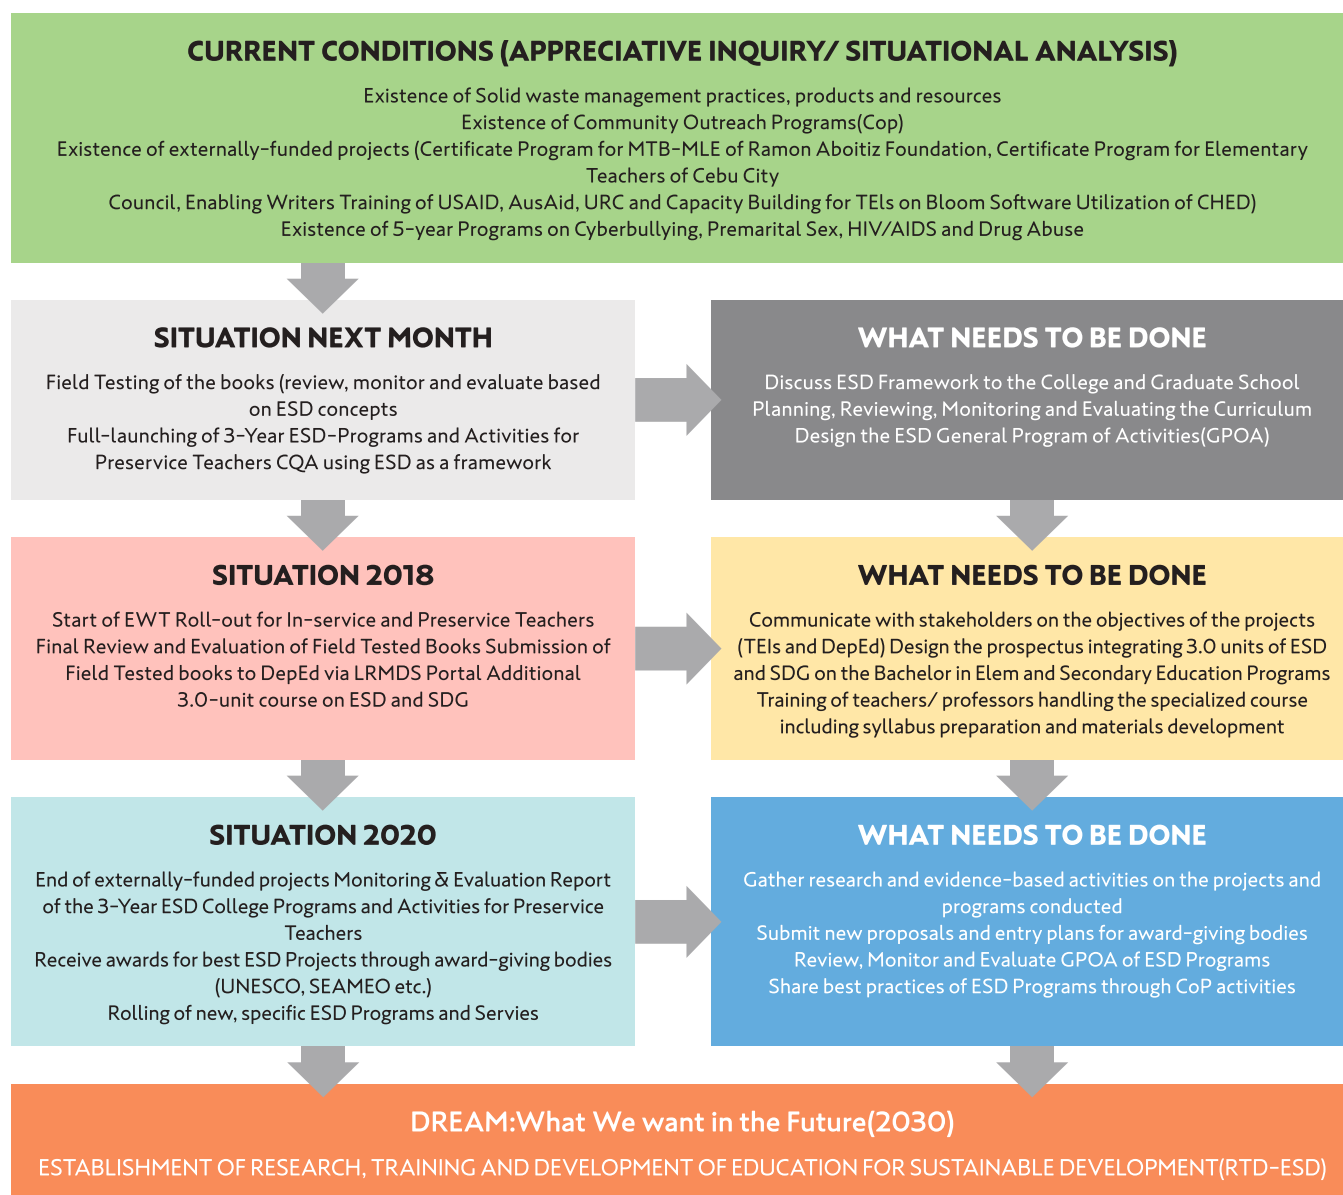 CURRENT CONDITIONS (APPRECIATIVE INQUIRY/ SITUATIONAL ANALYSIS)
Existence of Solid waste management practices, products and resources
Existence of Community Outreach Programs(Cop)
Existence of externally-funded projects (Certificate Program for MTB-MLE of Ramon Aboitiz Foundation, Certificate Program for Elementary
Teachers of Cebu City
Council, Enabling Writers Training of USAID, AusAid, URC and Capacity Building for TEIs on Bloom Software Utilization of CHED)
Existence of 5-year Programs on Cyberbullying, Premarital Sex, HIV/AIDS and Drug Abuse
SITUATION NEXT MONTH
Field Testing of the books (review, monitor and evaluate based
on ESD concepts
Full-launching of 3-Year ESD-Programs and Activities for
Preservice Teachers CQA using ESD as a framework
WHAT NEEDS TO BE DONE
Discuss ESD Framework to the College and Graduate School
Planning, Reviewing, Monitoring and Evaluating the Curriculum
Design the ESD General Program of Activities(GPOA)
SITUATION 2018
Start of EWT Roll-out for In-service and Preservice Teachers
Final Review and Evaluation of Field Tested Books Submission of
Field Tested books to DepEd via LRMDS Portal Additional
3.0-unit course on ESD and SDG
WHAT NEEDS TO BE DONE
Communicate with stakeholders on the objectives of the projects
(TEIs and DepEd) Design the prospectus integrating 3.0 units of ESD
and SDG on the Bachelor in Elem and Secondary Education Programs
Training of teachers/ professors handling the specialized course
including syllabus preparation and materials development
SITUATION 2020
End of externally-funded projects Monitoring & Evaluation Report
of the 3-Year ESD College Programs and Activities for Preservice
Teachers
Receive awards for best ESD Projects through award-giving bodies
(UNESCO, SEAMEO etc.)
Rolling of new, specific ESD Programs and Servies
WHAT NEEDS TO BE DONE
Gather research and evidence-based activities on the projects and
programs conducted
Submit new proposals and entry plans for award-giving bodies
Review, Monitor and Evaluate GPOA of ESD Programs
Share best practices of ESD Programs through CoP activities
DREAM:What We want in the Future(2030)
ESTABLISHMENT OF RESEARCH, TRAINING AND DEVELOPMENT OF EDUCATION FOR SUSTAINABLE DEVELOPMENT(RTD-ESD)